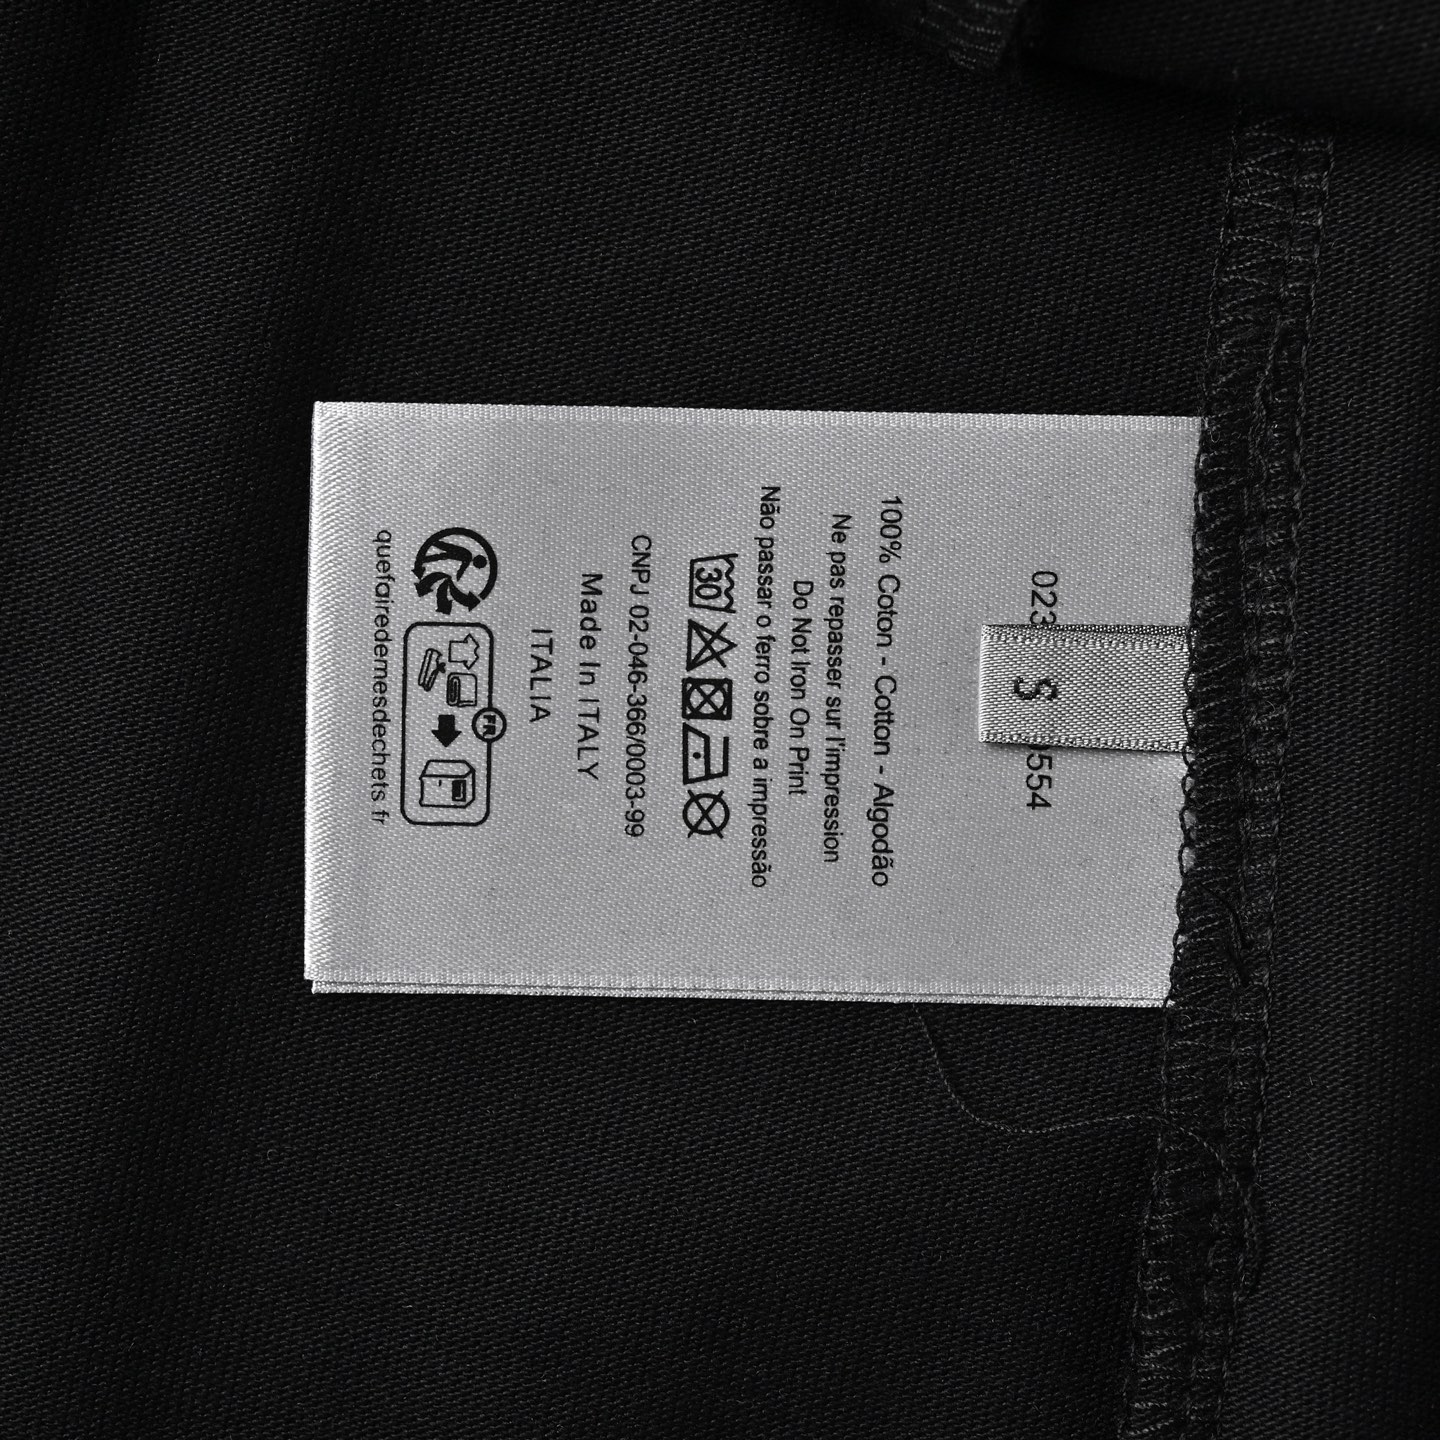 023
S
554
100% Coton - Cotton - Algodão
Ne pas repasser sur l'impression
Do Not Iron On Print
Não passar o ferro sobre a impressão
30
CNPJ 02-046-366/0003-99
Made In ITALY
ITALIA
FR
quefairedemesdechets.fr